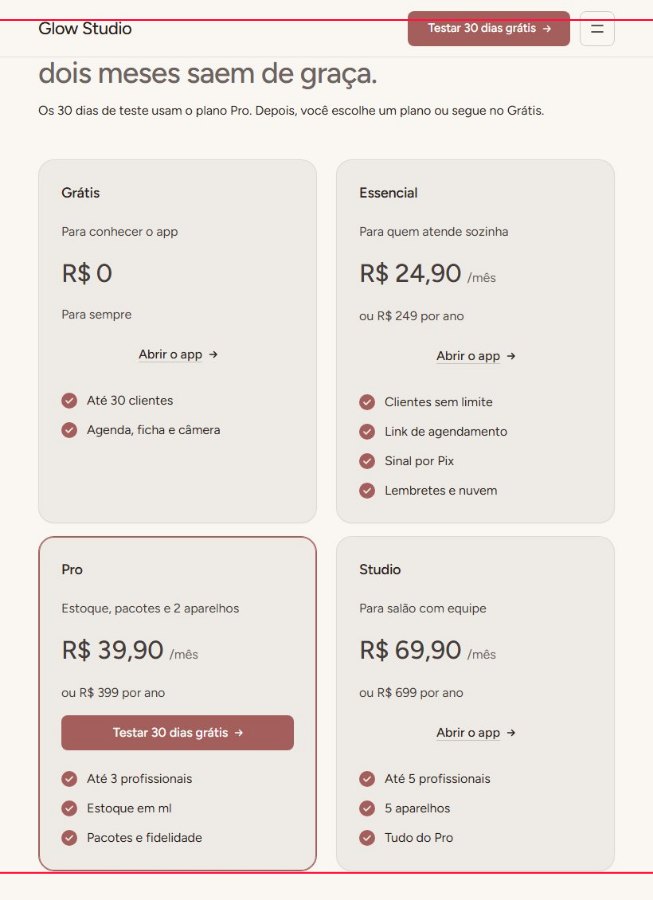 Glow Studio
Testar 30 dias grátis →
dois meses saem de graça.
Os 30 dias de teste usam o plano Pro. Depois, você escolhe um plano ou segue no Grátis.
Grátis
Para conhecer o app
R$ 0
Para sempre
Abrir o app →
Até 30 clientes
Agenda, ficha e câmera
Essencial
Para quem atende sozinha
R$ 24,90 /mês
ou R$ 249 por ano
Abrir o app →
Clientes sem limite
Link de agendamento
Sinal por Pix
Lembretes e nuvem
Pro
Estoque, pacotes e 2 aparelhos
R$ 39,90 /mês
ou R$ 399 por ano
Testar 30 dias grátis →
Até 3 profissionais
Estoque em ml
Pacotes e fidelidade
Studio
Para salão com equipe
R$ 69,90 /mês
ou R$ 699 por ano
Abrir o app →
Até 5 profissionais
5 aparelhos
Tudo do Pro